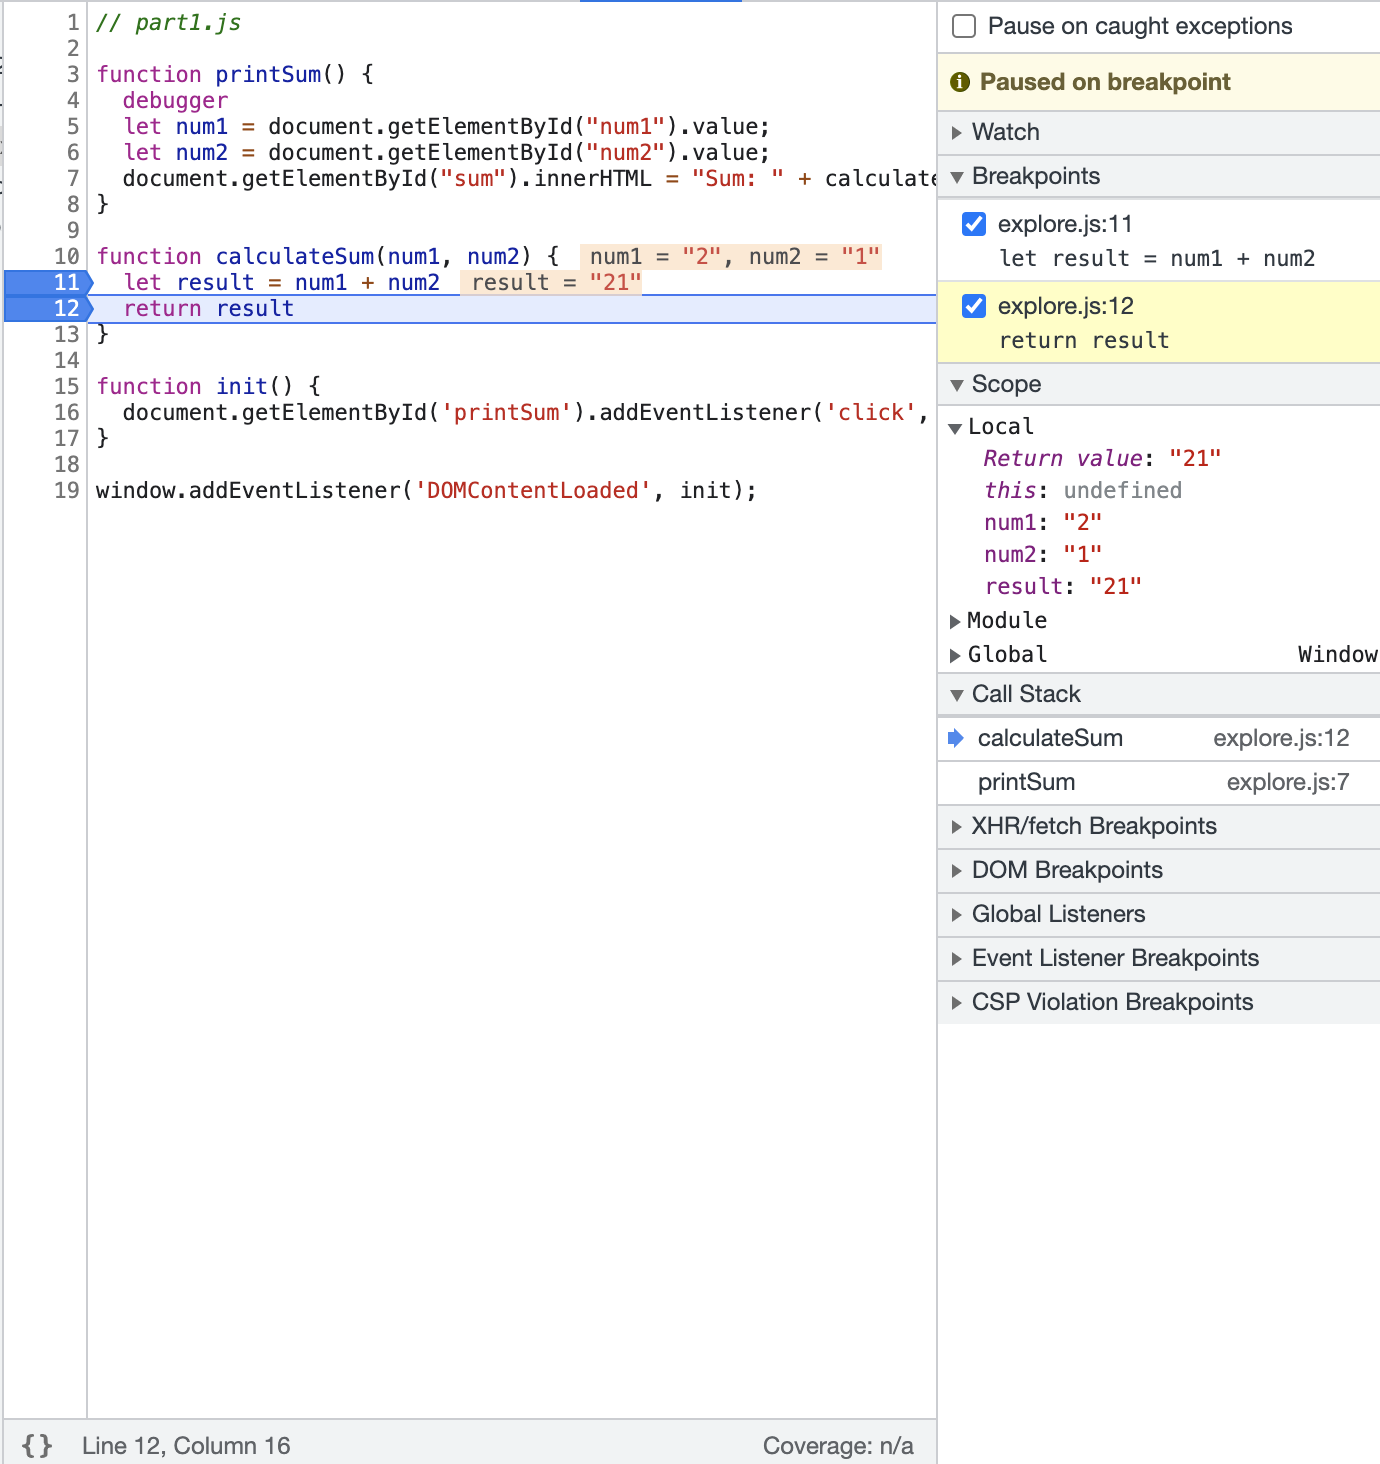 1 // part1.js
2
3 function printSum() {
4 debugger
5 let num1 = document.getElementById("num1").value;
6 let num2 = document.getElementById("num2").value;
7 document.getElementById("sum").innerHTML = "Sum: " + calculate
8 }
9
10 function calculateSum(num1, num2) { num1 = "2", num2 = "1"
11 let result = num1 + num2 result = "21"
12 return result
13 }
14
15 function init() {
16 document.getElementById('printSum').addEventListener('click',
17 }
18
19 window.addEventListener('DOMContentLoaded', init);
{} Line 12, Column 16 Coverage: n/a
Pause on caught exceptions
Paused on breakpoint
Watch
Breakpoints
explore.js:11
let result = num1 + num2
explore.js:12
return result
Scope
Local
Return value: "21"
this: undefined
num1: "2"
num2: "1"
result: "21"
Module
Global Window
Call Stack
calculateSum explore.js:12
printSum explore.js:7
XHR/fetch Breakpoints
DOM Breakpoints
Global Listeners
Event Listener Breakpoints
CSP Violation Breakpoints